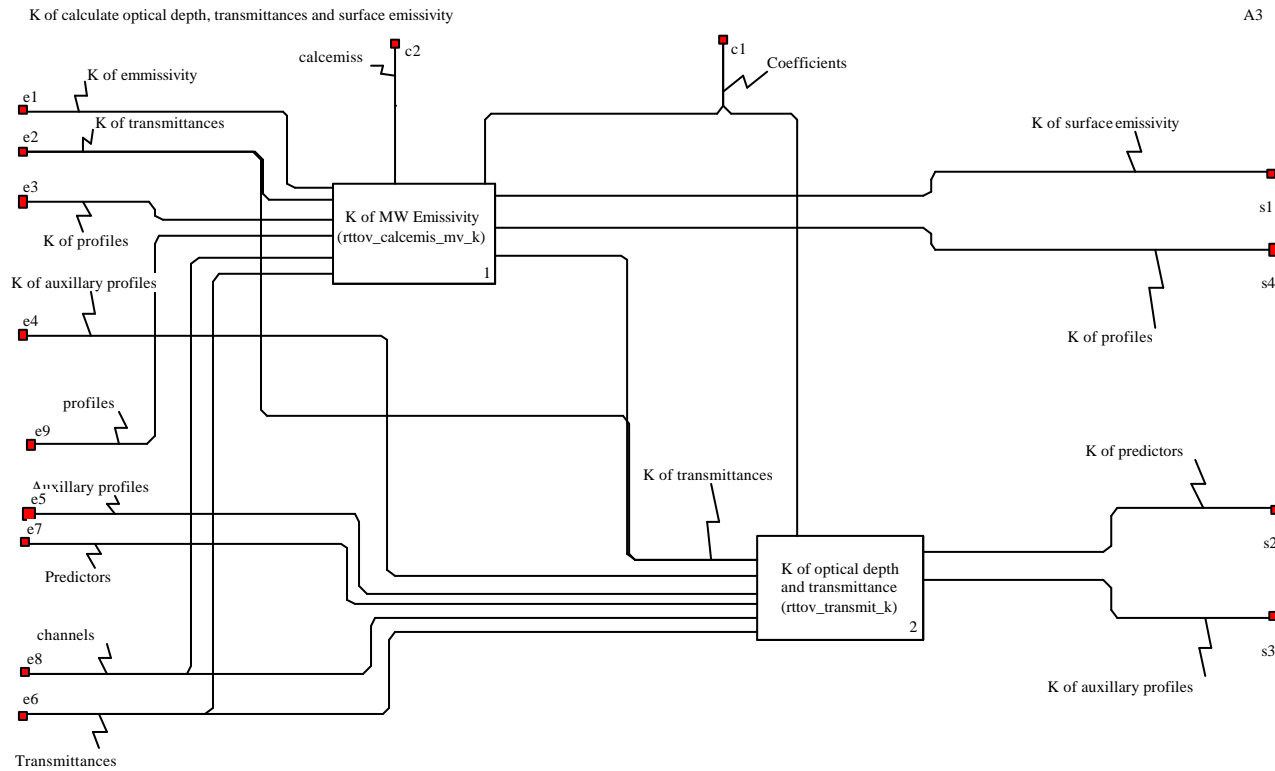 K of calculate optical depth, transmittances and surface emissivity
A3
c2
c1
calcemiss
Coefficients
K of emmissivity
e1
K of transmittances
e2
K of surface emissivity
e3
s1
K of MW Emissivity
(rttov_calcemis_mv_k)
1
K of profiles
K of auxillary profiles
s4
e4
K of profiles
profiles
e9
K of predictors
K of transmittances
Auxillary profiles
e5
e7
s2
Predictors
K of optical depth
and transmittance
(rttov_transmit_k)
2
channels
e8
s3
K of auxillary profiles
e6
Transmittances